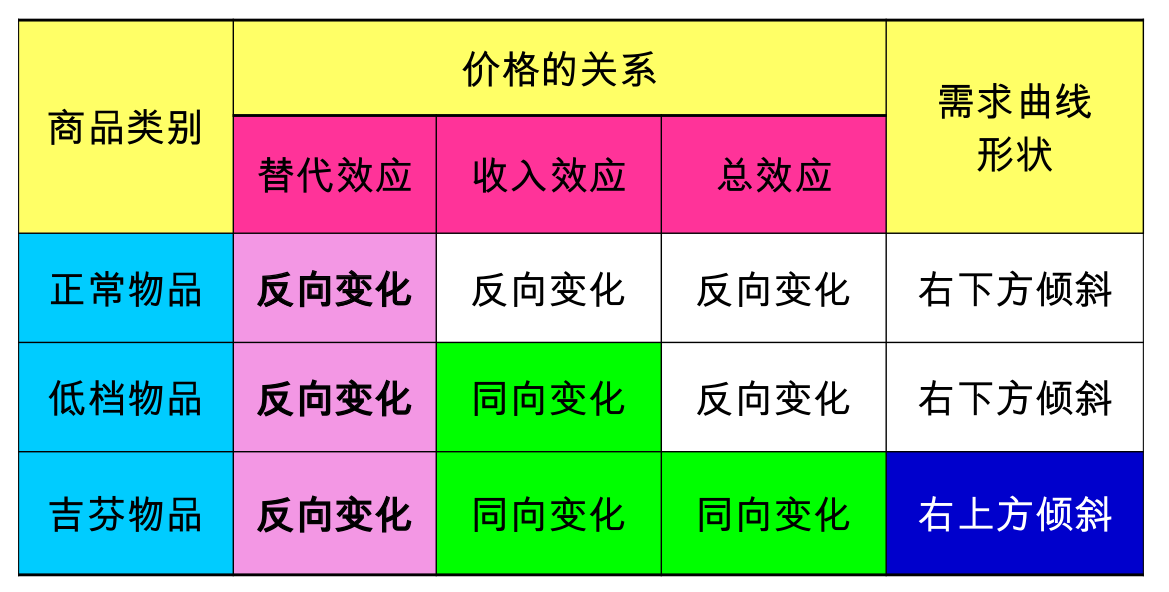 商品类别
价格的关系
需求曲线
形状
替代效应
收入效应
总效应
正常物品
反向变化
反向变化
反向变化
右下方倾斜
低档物品
反向变化
同向变化
反向变化
右下方倾斜
吉芬物品
反向变化
同向变化
同向变化
右上方倾斜